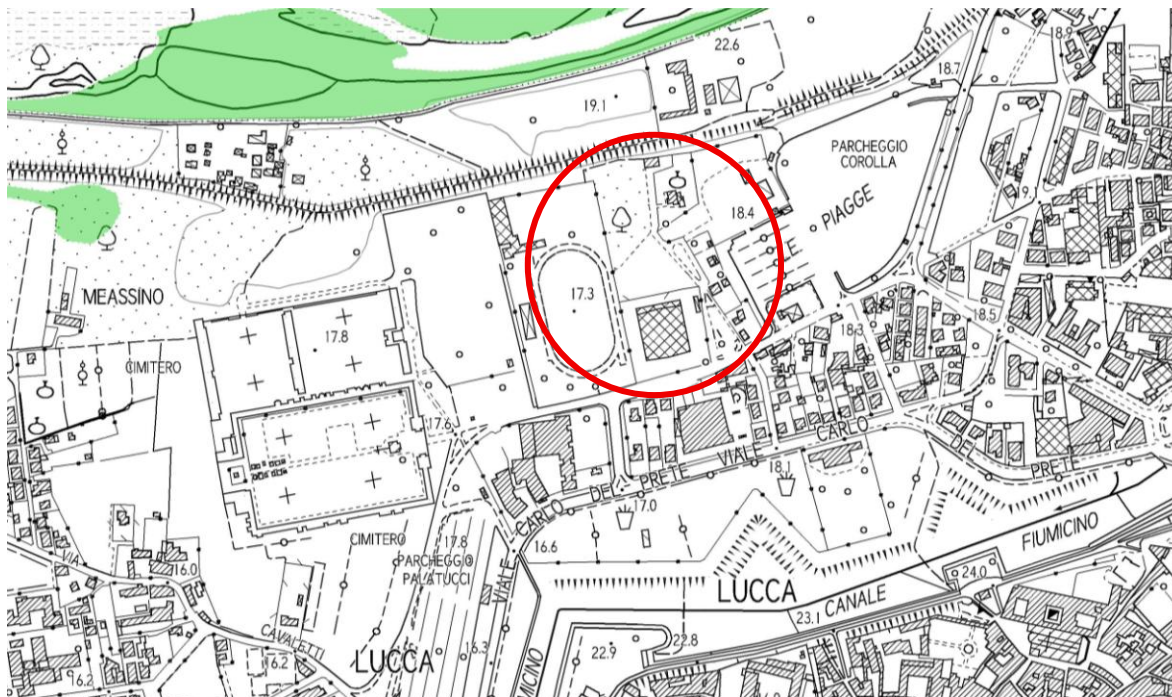 18.9
22.6
18.7
19.1
PARCHEGGIO
COROLLA
LE PIAGGE
18.4
17.3
MEASSINO
17.8
CIMITERO
18.3
18.5
17.6
VIALE CARLO DEL PRETE
VIALE CARLO DEL PRETE
18.1
17.0
CIMITERO
17.8
PARCHEGGIO
PALATUCCI
16.6
FIUMICINO
VIA
16.0
LUCCA
CANALE
24.0
23.1
CAVALETTI
LUCCA
16.2
16.3
22.9
22.8
16.2